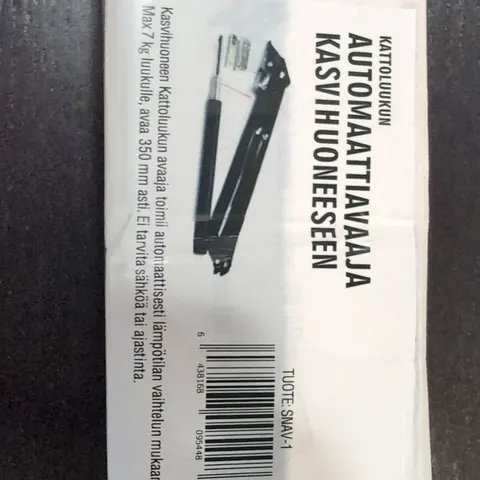 KATTOLUUKUN
AUTOMAATTIAVAAJA
KASVIHUONEESEEN
TUOTE: SNAV-1
6 438168 095448
Kasvihuoneen Kattoluukun avaaja toimii automaattisesti lämpötilan vaihtelun mukaan
Max 7 kg luukulle, avaa 350 mm asti. Ei tarvita sähköä tai ajastinta.